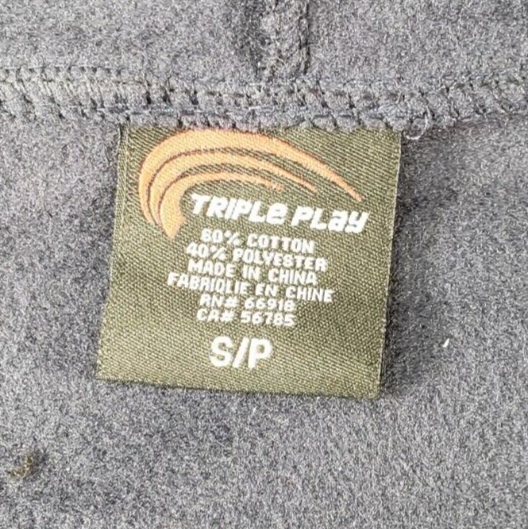 TRIPLE PLAY
60% COTTON
40% POLYESTER
MADE IN CHINA
FABRIQUE EN CHINE
RN# 66918
CA# 56785
S/P